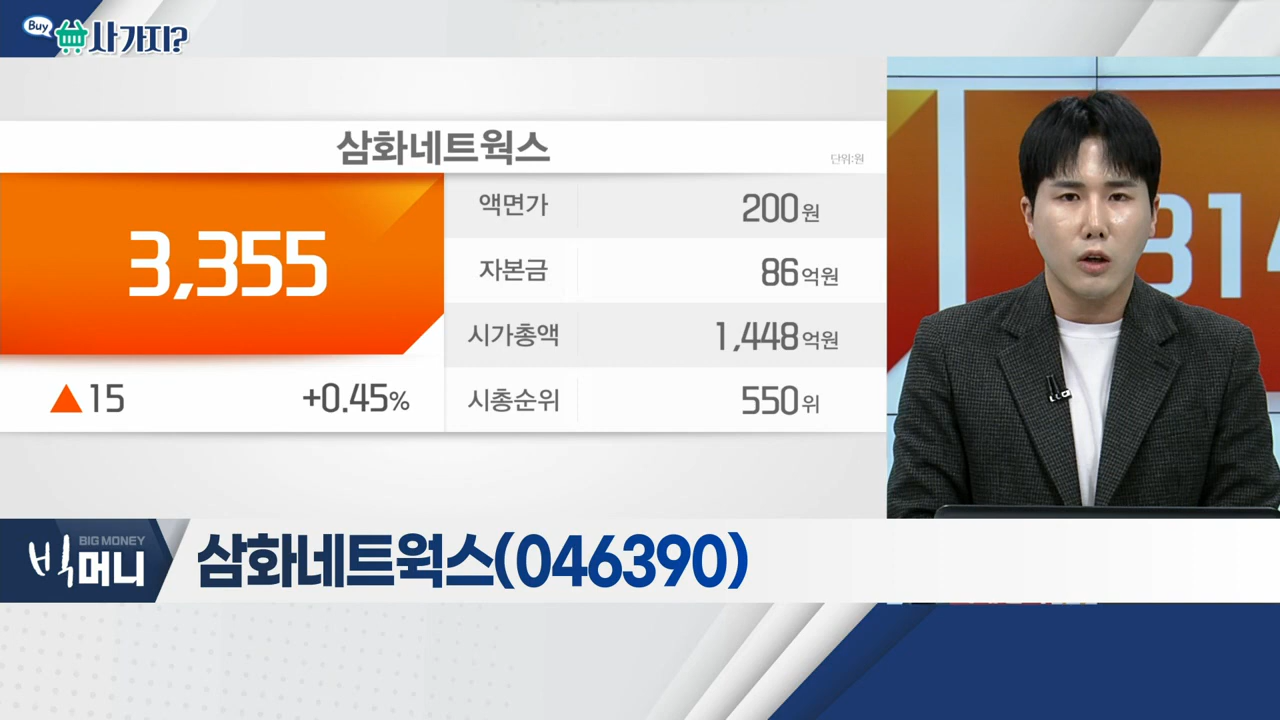 Buy
사가지?
삼화네트웍스
단위:원
3,355
▲15 +0.45%
액면가 200원
자본금 86억원
시가총액 1,448억원
시총순위 550위
314
BIG MONEY
빅머니
삼화네트웍스(046390)